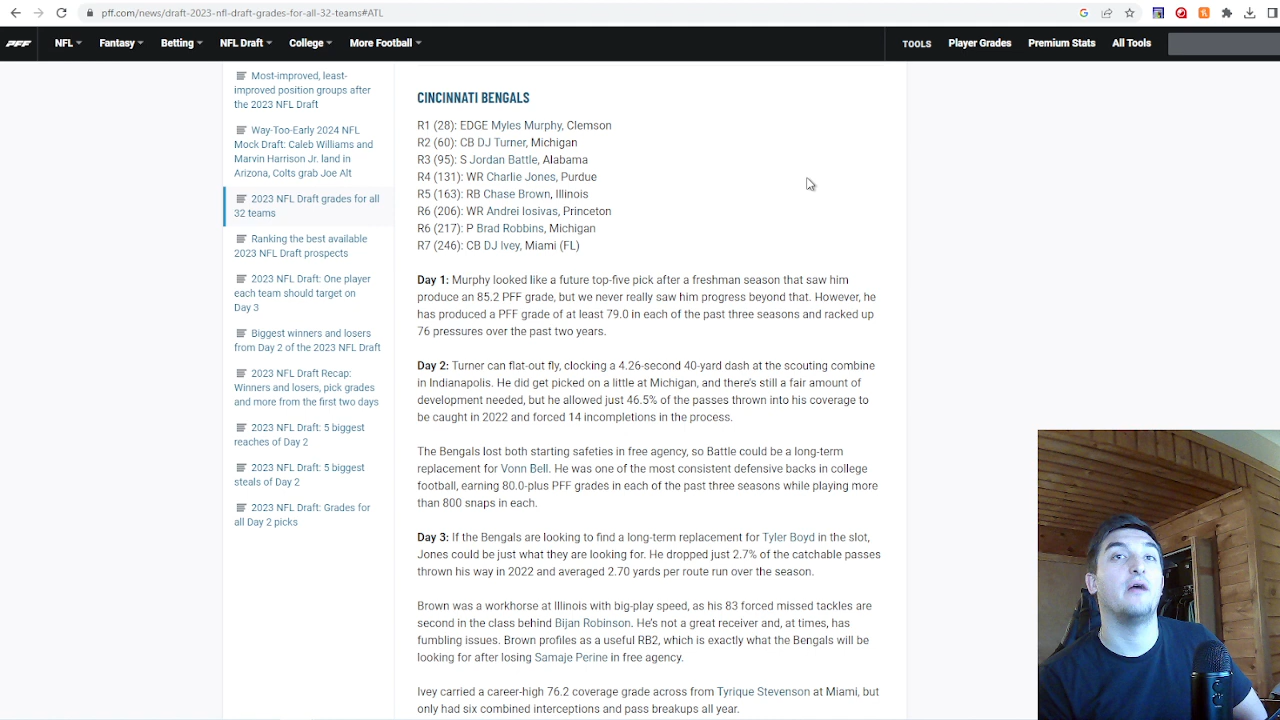 pff.com/news/draft-2023-nfl-draft-grades-for-all-32-teams#ATL
PFF NFL Fantasy Betting NFL Draft College More Football TOOLS Player Grades Premium Stats All Tools
Most-improved, least-
improved position groups after
the 2023 NFL Draft
Way-Too-Early 2024 NFL
Mock Draft: Caleb Williams and
Marvin Harrison Jr. land in
Arizona, Colts grab Joe Alt
2023 NFL Draft grades for all
32 teams
Ranking the best available
2023 NFL Draft prospects
2023 NFL Draft: One player
each team should target on
Day 3
Biggest winners and losers
from Day 2 of the 2023 NFL Draft
2023 NFL Draft Recap:
Winners and losers, pick grades
and more from the first two days
2023 NFL Draft: 5 biggest
reaches of Day 2
2023 NFL Draft: 5 biggest
steals of Day 2
2023 NFL Draft: Grades for
all Day 2 picks
CINCINNATI BENGALS
R1 (28): EDGE Myles Murphy, Clemson
R2 (60): CB DJ Turner, Michigan
R3 (95): S Jordan Battle, Alabama
R4 (131): WR Charlie Jones, Purdue
R5 (163): RB Chase Brown, Illinois
R6 (206): WR Andrei Iosivas, Princeton
R6 (217): P Brad Robbins, Michigan
R7 (246): CB DJ Ivey, Miami (FL)
Day 1: Murphy looked like a future top-five pick after a freshman season that saw him
produce an 85.2 PFF grade, but we never really saw him progress beyond that. However, he
has produced a PFF grade of at least 79.0 in each of the past three seasons and racked up
76 pressures over the past two years.
Day 2: Turner can flat-out fly, clocking a 4.26-second 40-yard dash at the scouting combine
in Indianapolis. He did get picked on a little at Michigan, and there's still a fair amount of
development needed, but he allowed just 46.5% of the passes thrown into his coverage to
be caught in 2022 and forced 14 incompletions in the process.
The Bengals lost both starting safeties in free agency, so Battle could be a long-term
replacement for Vonn Bell. He was one of the most consistent defensive backs in college
football, earning 80.0-plus PFF grades in each of the past three seasons while playing more
than 800 snaps in each.
Day 3: If the Bengals are looking to find a long-term replacement for Tyler Boyd in the slot,
Jones could be just what they are looking for. He dropped just 2.7% of the catchable passes
thrown his way in 2022 and averaged 2.70 yards per route run over the season.
Brown was a workhorse at Illinois with big-play speed, as his 83 forced missed tackles are
second in the class behind Bijan Robinson. He's not a great receiver and, at times, has
fumbling issues. Brown profiles as a useful RB2, which is exactly what the Bengals will be
looking for after losing Samaje Perine in free agency.
Ivey carried a career-high 76.2 coverage grade across from Tyrique Stevenson at Miami, but
only had six combined interceptions and pass breakups all year.